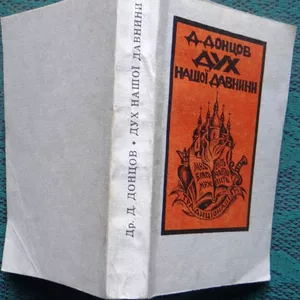 Д. ДОНЦОВ
ДУХ
НАШОЇ ДАВНИНИ
Др. Д. ДОНЦОВ • ДУХ НАШОЇ ДАВНИНИ